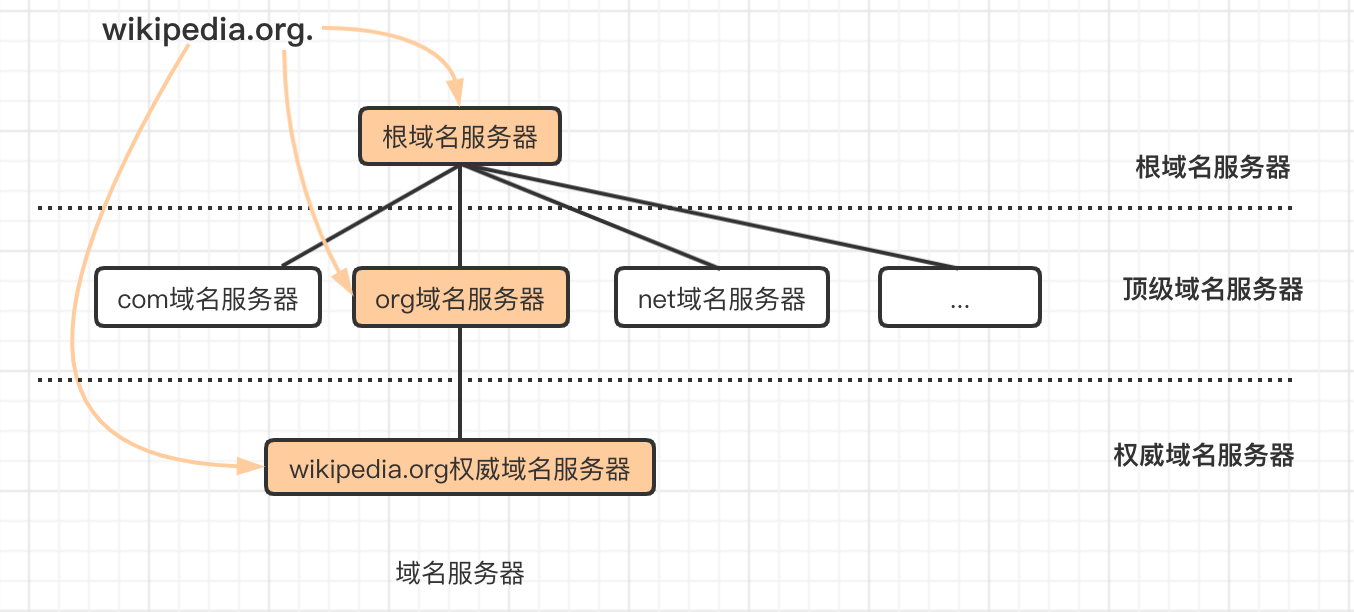 wikipedia.org.
根域名服务器
根域名服务器
com域名服务器
org域名服务器
net域名服务器
...
顶级域名服务器
wikipedia.org权威域名服务器
权威域名服务器
域名服务器